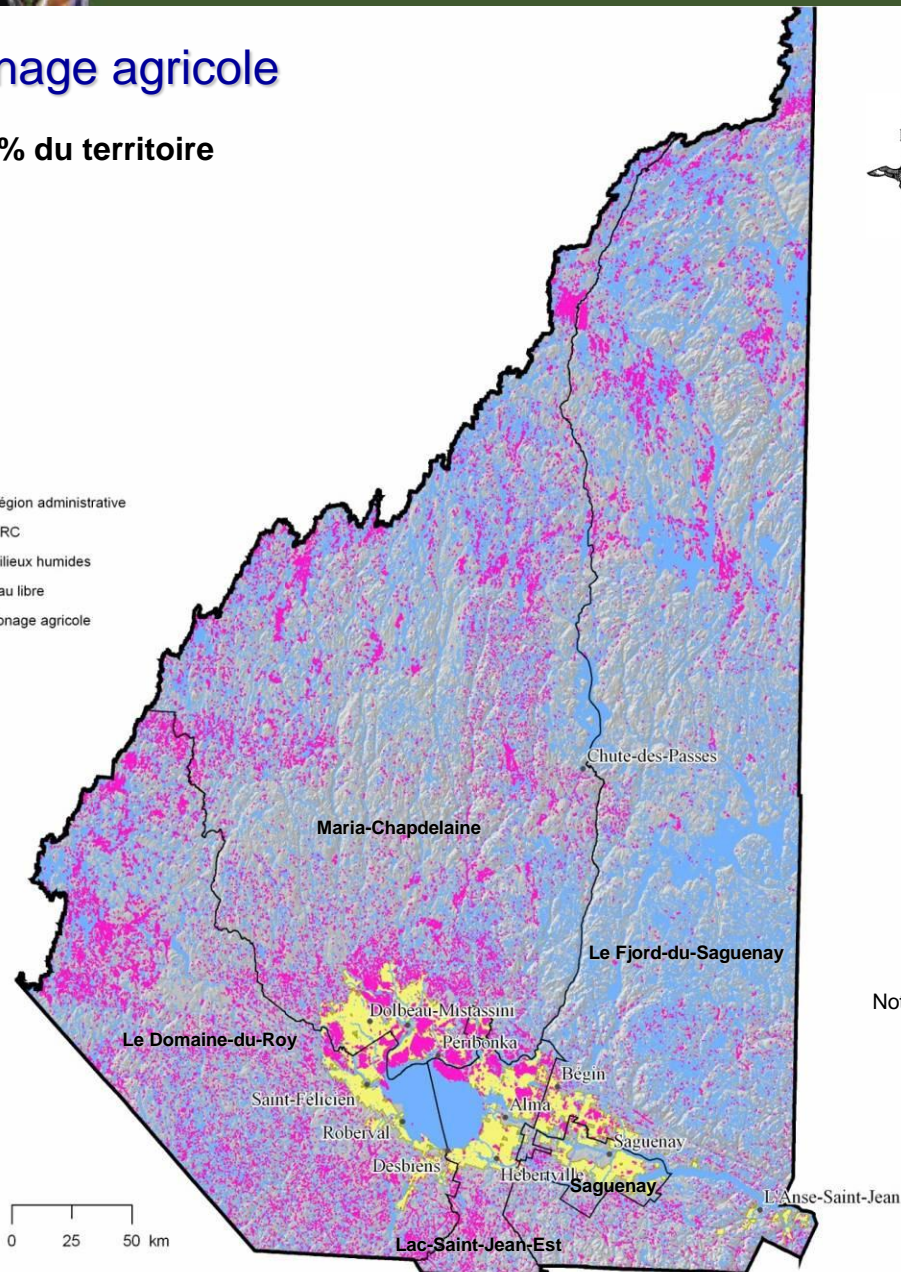 nage agricole
% du territoire
égion administrative
RC
ilieux humides
au libre
onage agricole
Chute-des-Passes
Maria-Chapdelaine
Le Fjord-du-Saguenay
Not
Dolbeau-Mistassini
Le Domaine-du-Roy
Péribonka
Bégin
Saint-Félicien
Alma
Roberval
Saguenay
Desbiens
Hébertville
Saguenay
L'Anse-Saint-Jean
0 25 50 km
Lac-Saint-Jean-Est